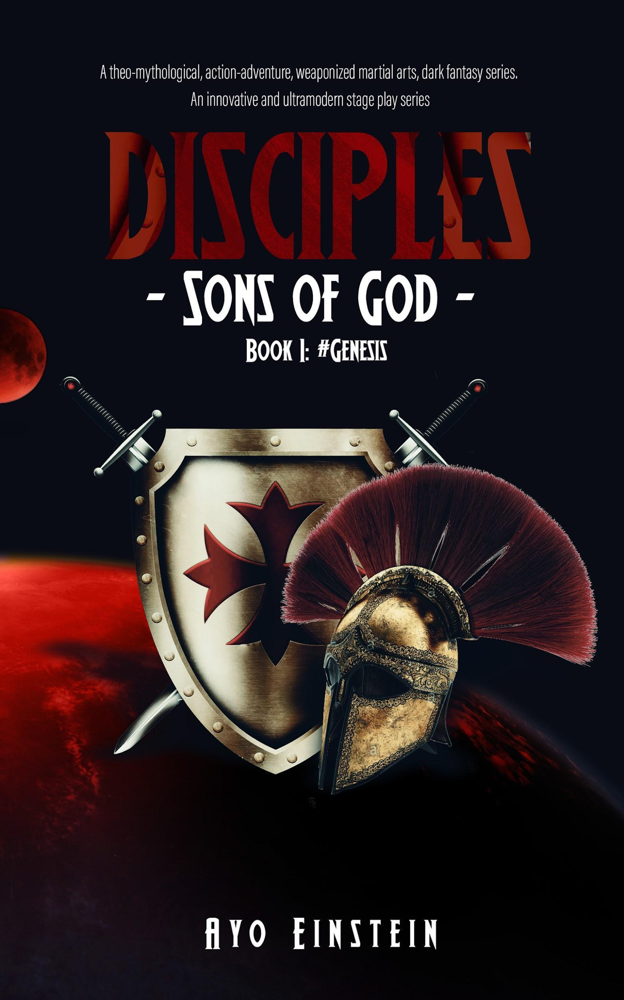 A theo-mythological, action-adventure, weaponized martial arts, dark fantasy series.
An innovative and ultramodern stage play series
DISCIPLES
- SONS OF GOD -
BOOK I: #GENESIS
a
AYO EINSTEIN